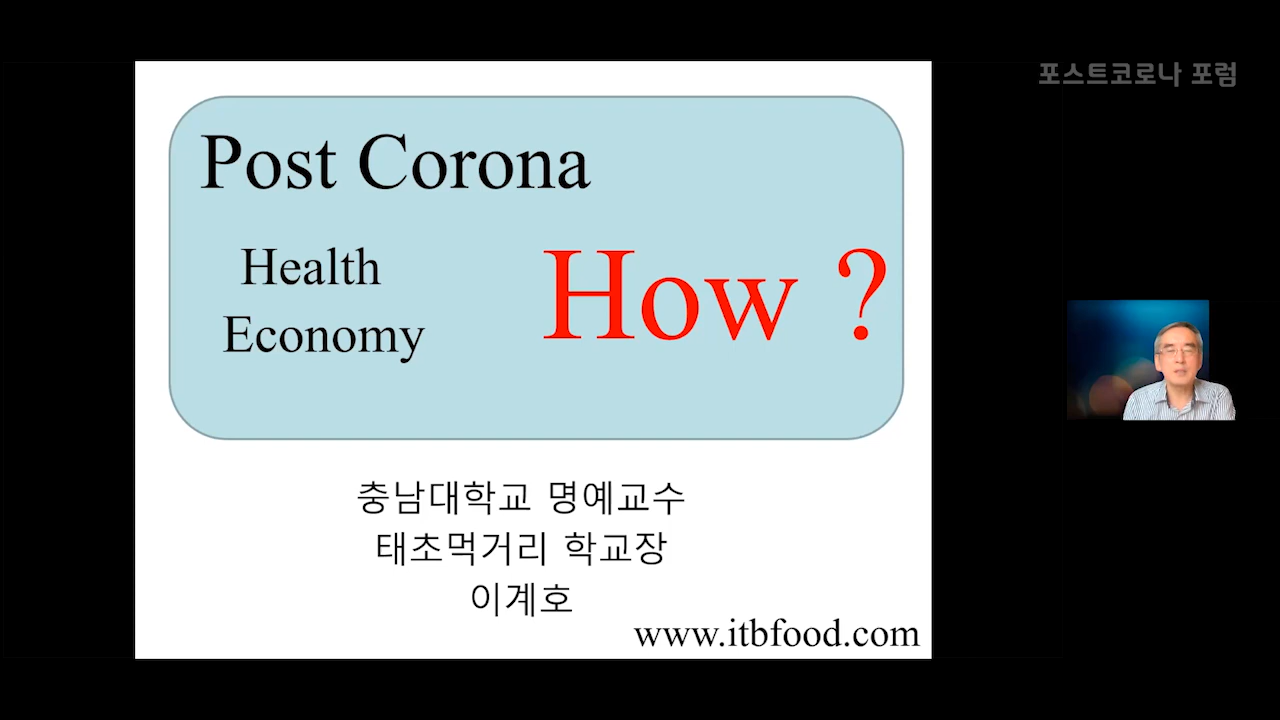 포스트코로나 포럼
Post Corona
Health
Economy
How ?
충남대학교 명예교수
태초먹거리 학교장
이계호
www.itbfood.com